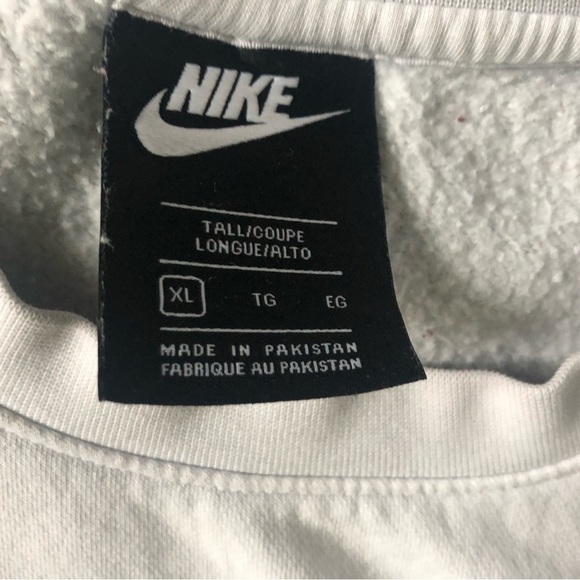 NIKE
TALL/COUPE
LONGUE/ALTO
XL TG EG
MADE IN PAKISTAN
FABRIQUE AU PAKISTAN